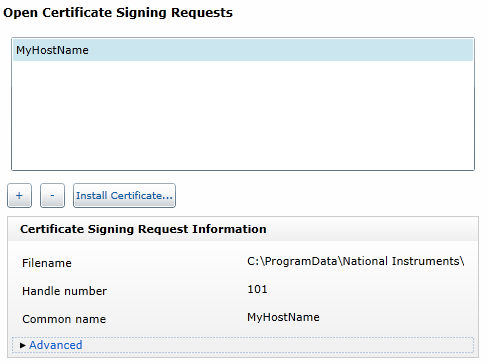 Open Certificate Signing Requests
MyHostName
+ - Install Certificate...
Certificate Signing Request Information
Filename C:\ProgramData\National Instruments\
Handle number 101
Common name MyHostName
▸ Advanced